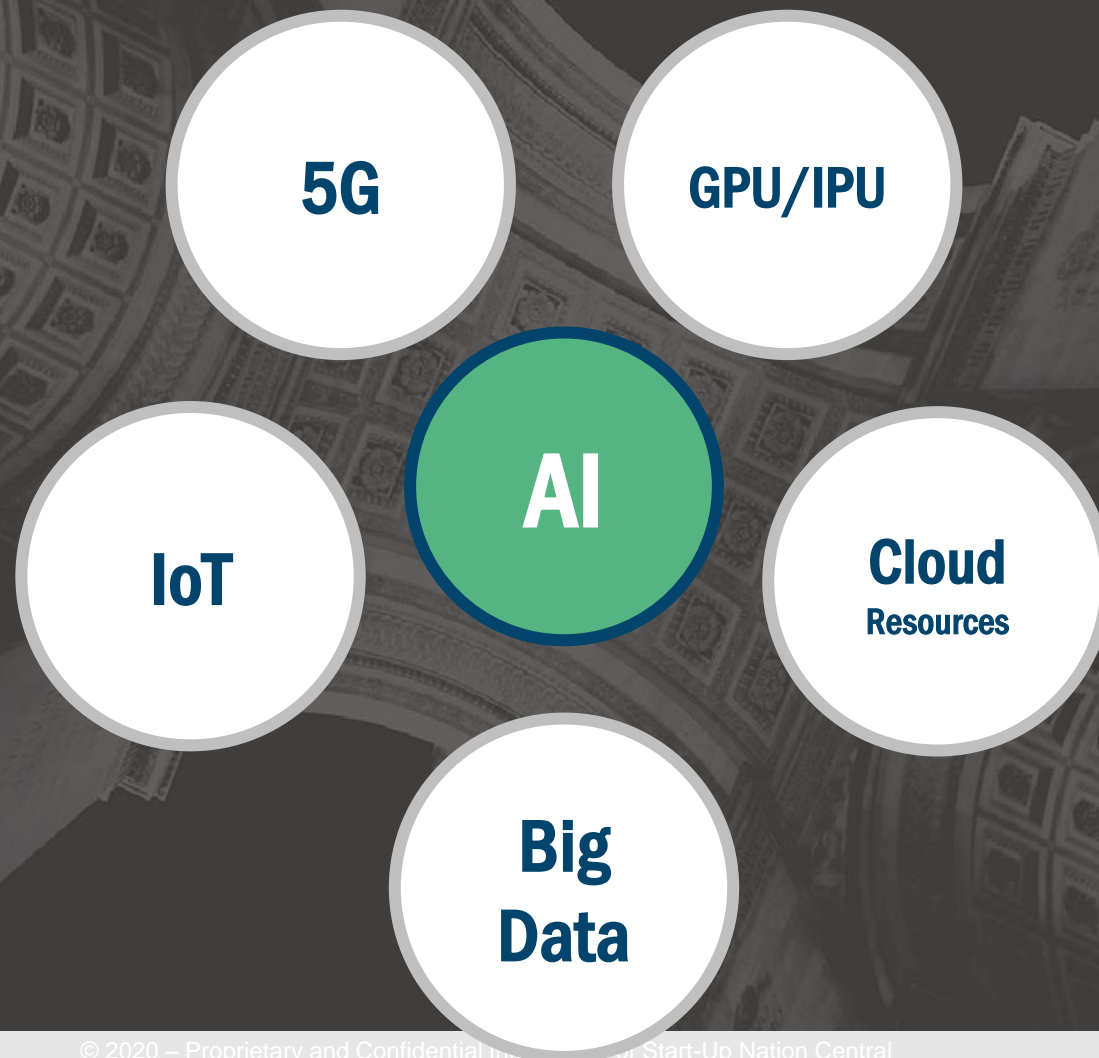 5G
GPU/IPU
AI
IoT
Cloud
Resources
Big
Data
© 2020 – Proprietary and Confidential Start-Up Nation Central